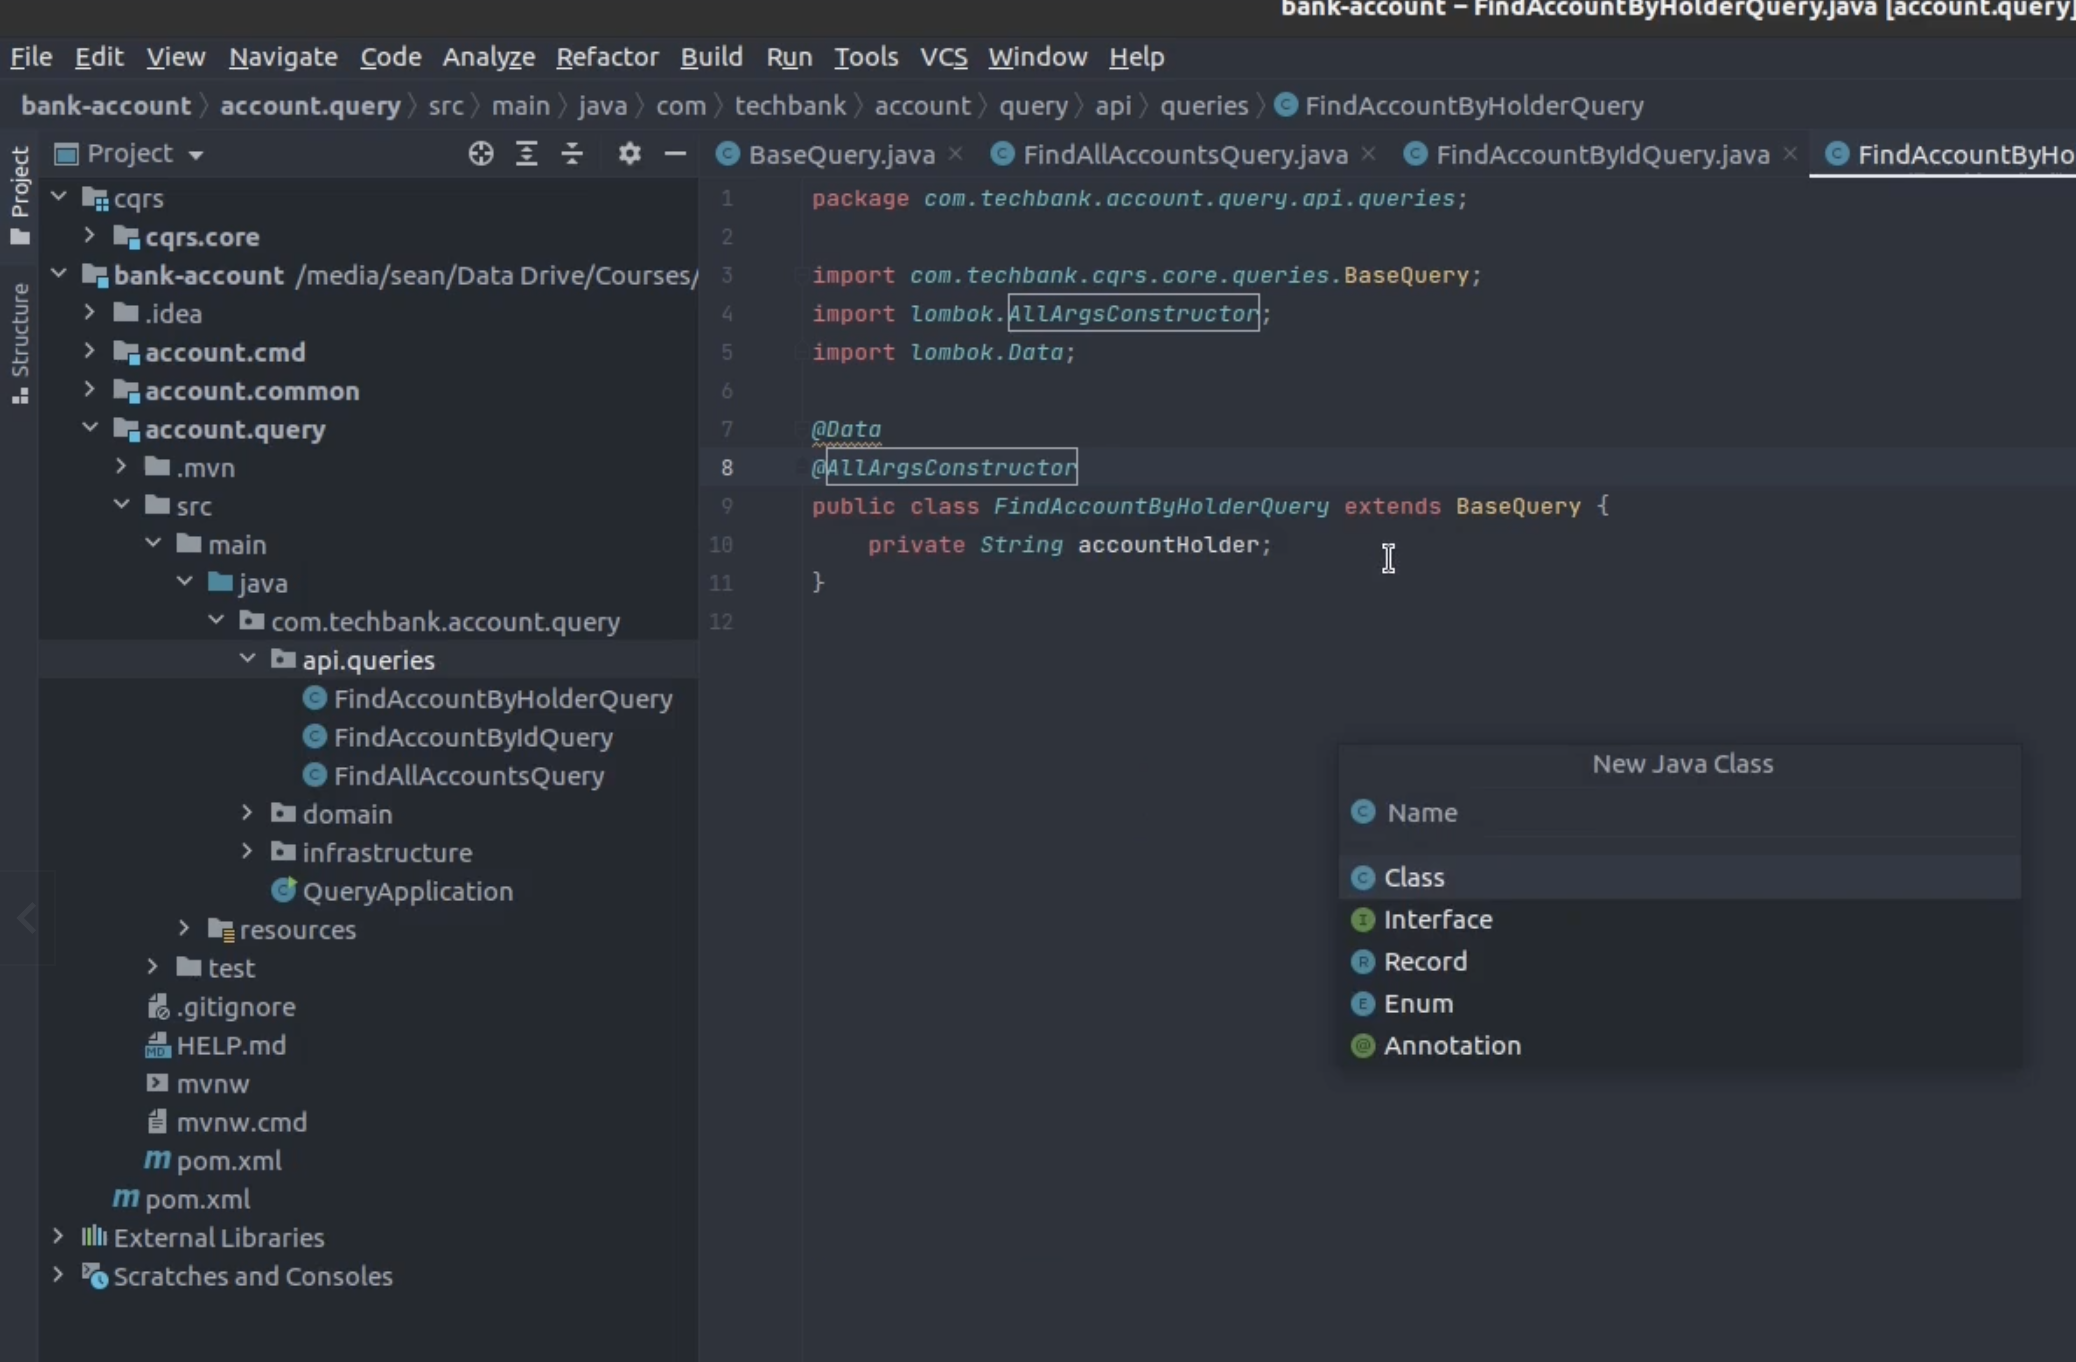 bank-account – FindAccountByHolderQuery.java [account.query]
File Edit View Navigate Code Analyze Refactor Build Run Tools VCS Window Help
bank-account 〉 account.query 〉 src 〉 main 〉 java 〉 com 〉 techbank 〉 account 〉 query 〉 api 〉 queries 〉 FindAccountByHolderQuery
Project
Structure
Project
cqrs
cqrs.core
bank-account /media/sean/Data Drive/Courses/
.idea
account.cmd
account.common
account.query
.mvn
src
main
java
com.techbank.account.query
api.queries
FindAccountByHolderQuery
FindAccountByIdQuery
FindAllAccountsQuery
domain
infrastructure
QueryApplication
resources
test
.gitignore
HELP.md
mvnw
mvnw.cmd
pom.xml
pom.xml
External Libraries
Scratches and Consoles
BaseQuery.java × FindAllAccountsQuery.java × FindAccountByIdQuery.java × FindAccountByHo
1 package com.techbank.account.query.api.queries;
2
3 import com.techbank.cqrs.core.queries.BaseQuery;
4 import lombok.AllArgsConstructor;
5 import lombok.Data;
6
7 @Data
8 @AllArgsConstructor
9 public class FindAccountByHolderQuery extends BaseQuery {
10 private String accountHolder;
11 }
12
New Java Class
Name
Class
Interface
Record
Enum
Annotation